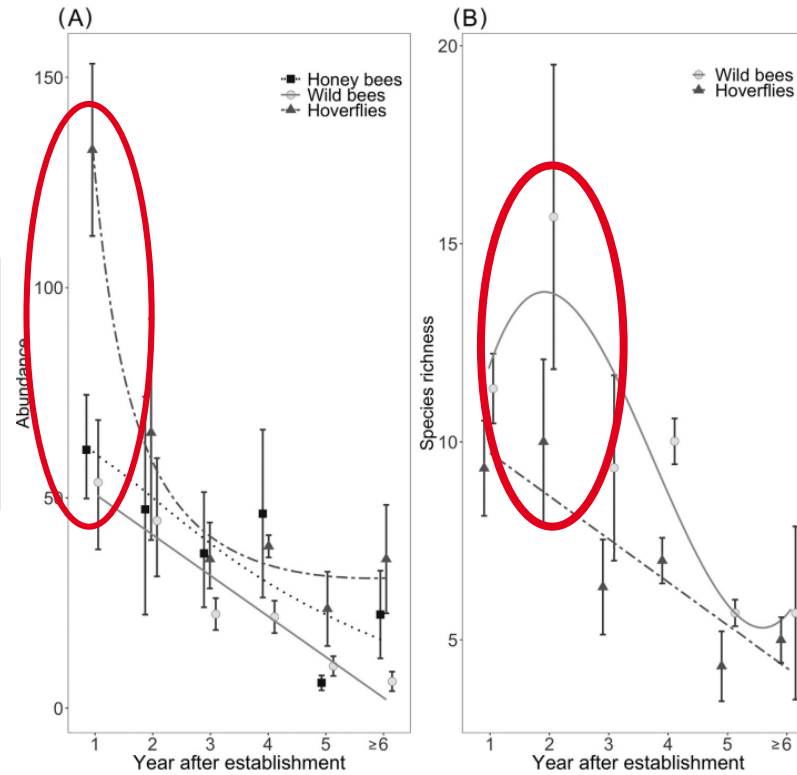 (A)
150
100
50
0
Abundance
Honey bees
Wild bees
Hoverflies
1 2 3 4 5 ≥6
Year after establishment
(B)
20
15
10
5
Species richness
Wild bees
Hoverflies
1 2 3 4 5 ≥6
Year after establishment